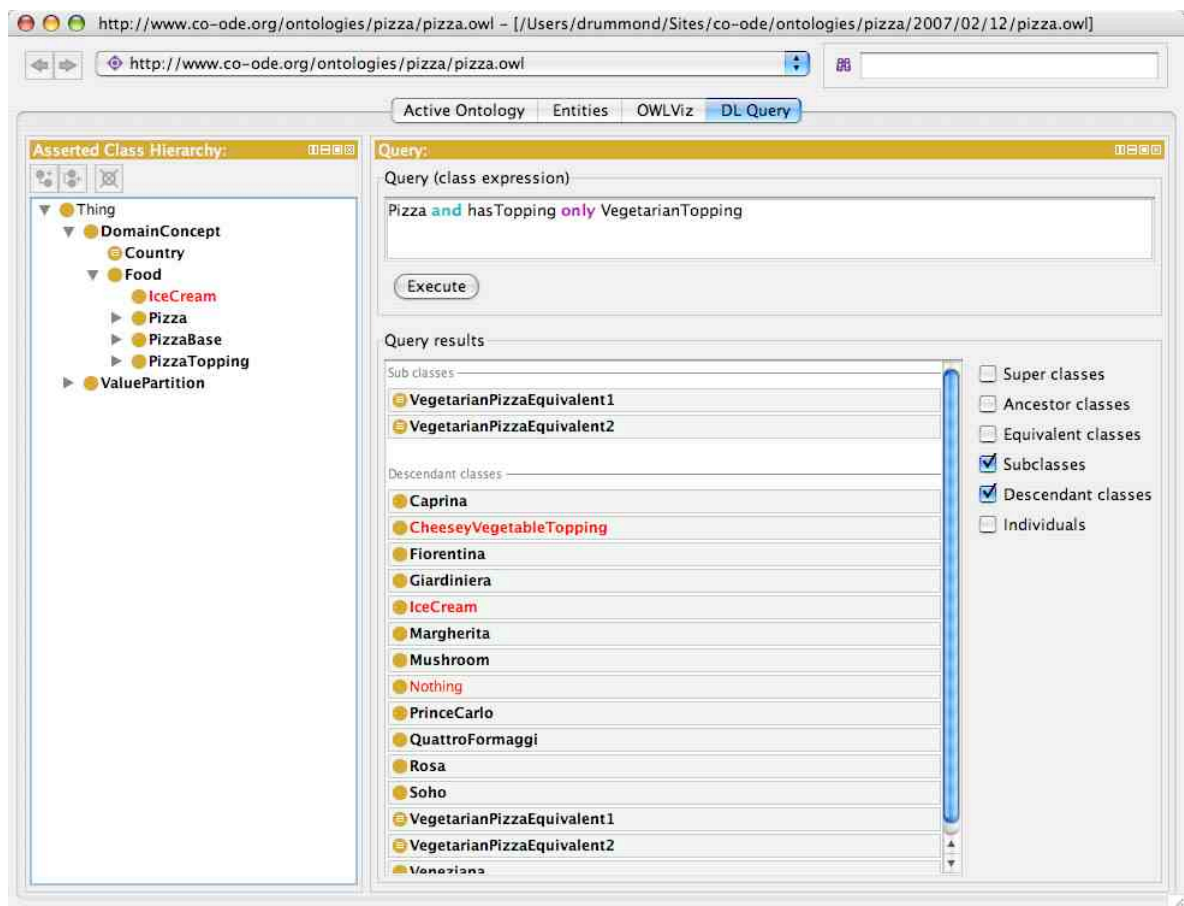 http://www.co-ode.org/ontologies/pizza/pizza.owl - [/Users/drummond/Sites/co-ode/ontologies/pizza/2007/02/12/pizza.owl]
http://www.co-ode.org/ontologies/pizza/pizza.owl
Active Ontology Entities OWLViz DL Query
Asserted Class Hierarchy:
Thing
DomainConcept
Country
Food
IceCream
Pizza
PizzaBase
PizzaTopping
ValuePartition
Query:
Query (class expression)
Pizza and hasTopping only VegetarianTopping
Execute
Query results
Sub classes
VegetarianPizzaEquivalent1
VegetarianPizzaEquivalent2
Descendant classes
Caprina
CheeseyVegetableTopping
Fiorentina
Giardiniera
IceCream
Margherita
Mushroom
Nothing
PrinceCarlo
QuattroFormaggi
Rosa
Soho
VegetarianPizzaEquivalent1
VegetarianPizzaEquivalent2
Veneziana
Super classes
Ancestor classes
Equivalent classes
Subclasses
Descendant classes
Individuals